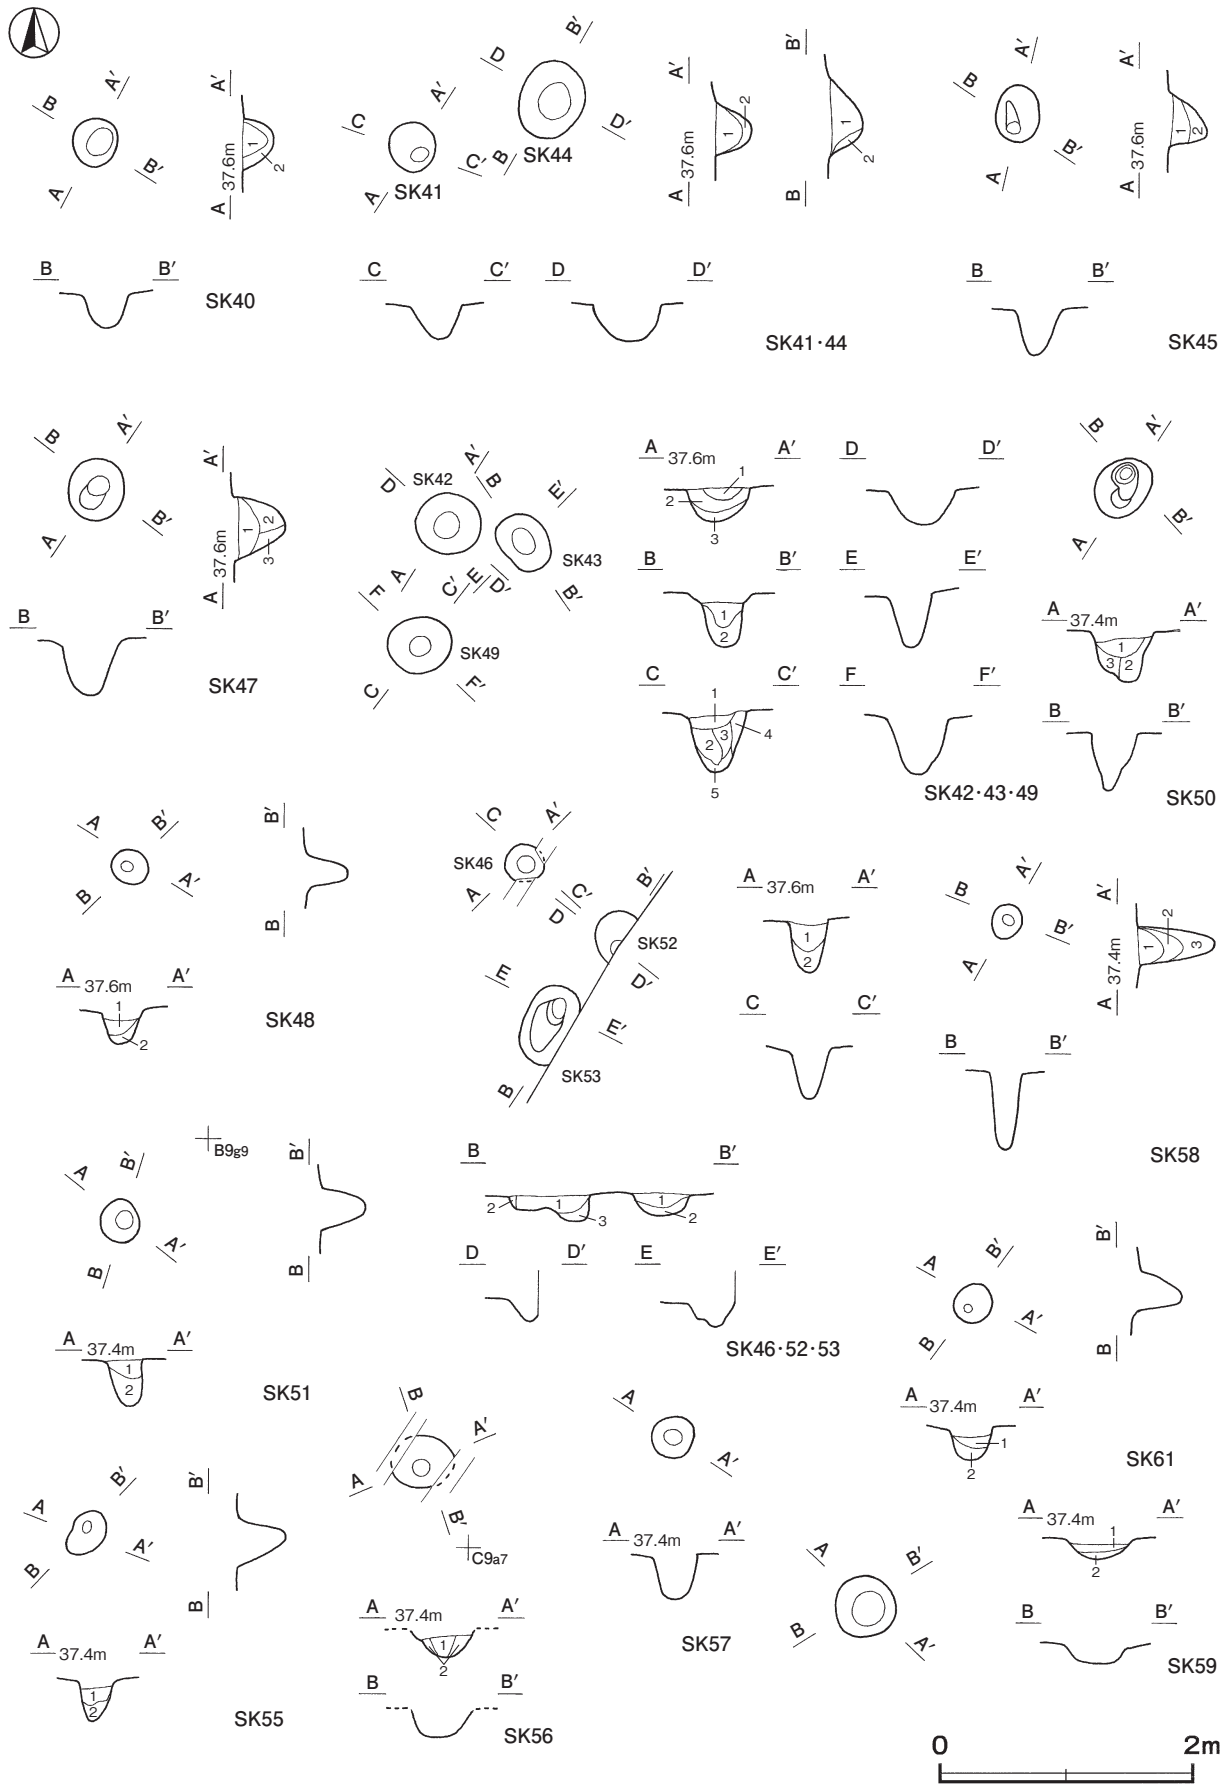 A A′ B B′
A 37.6m A′
1 2
B B′
SK40
A A′ C C′
SK41
B B′ D D′
SK44
A 37.6m A′
1 2
B B′
1 2
C C′ D D′
SK41・44
A A′ B B′
A 37.6m A′
1 2
B B′
SK45
A A′ B B′
A 37.6m A′
1 2 3
B B′
SK47
SK42
A A′ D D′
SK43
B B′ E E′
SK49
C C′ F F′
A 37.6m A′
1 2 3
D D′
B B′
1 2
E E′
C C′
1 2 3 4 5
F F′
SK42・43・49
A A′ B B′
A 37.4m A′
1 2 3
B B′
SK50
A A′ B B′
B B′
A 37.6m A′
1 2
SK48
SK46
A A′ C C′
SK52
D D′
SK53
E E′ B B′
A 37.6m A′
1 2
C C′
B B′
2 1 3 1 2
D D′ E E′
SK46・52・53
A A′ B B′
A 37.4m A′
1 2 3
B B′
SK58
B9g9
A A′ B B′
B B′
A 37.4m A′
1 2
SK51
A A′ B B′
B B′
A 37.4m A′
1 2
SK61
A A′ B B′
B B′
A 37.4m A′
1 2
SK55
A A′ B B′
C9a7
A 37.4m A′
1 2
B B′
SK56
A A′
A 37.4m A′
SK57
A A′ B B′
A 37.4m A′
1 2
B B′
SK59
0 2m